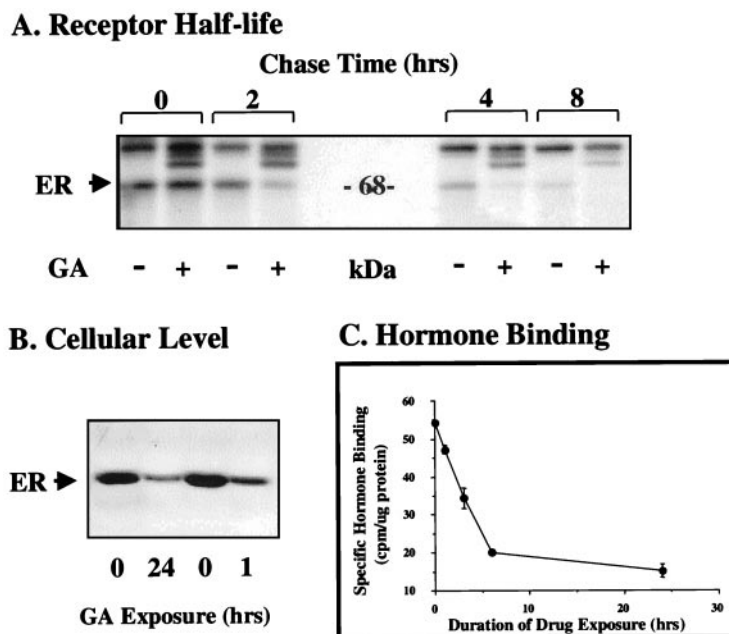 A. Receptor Half-life
Chase Time (hrs)
0 2 4 8
ER
- 68-
GA - + - + kDa - + - +
B. Cellular Level
ER
0 24 0 1
GA Exposure (hrs)
C. Hormone Binding
Specific Hormone Binding
(cpm/ug protein)
60
50
40
30
20
10
0 10 20 30
Duration of Drug Exposure (hrs)